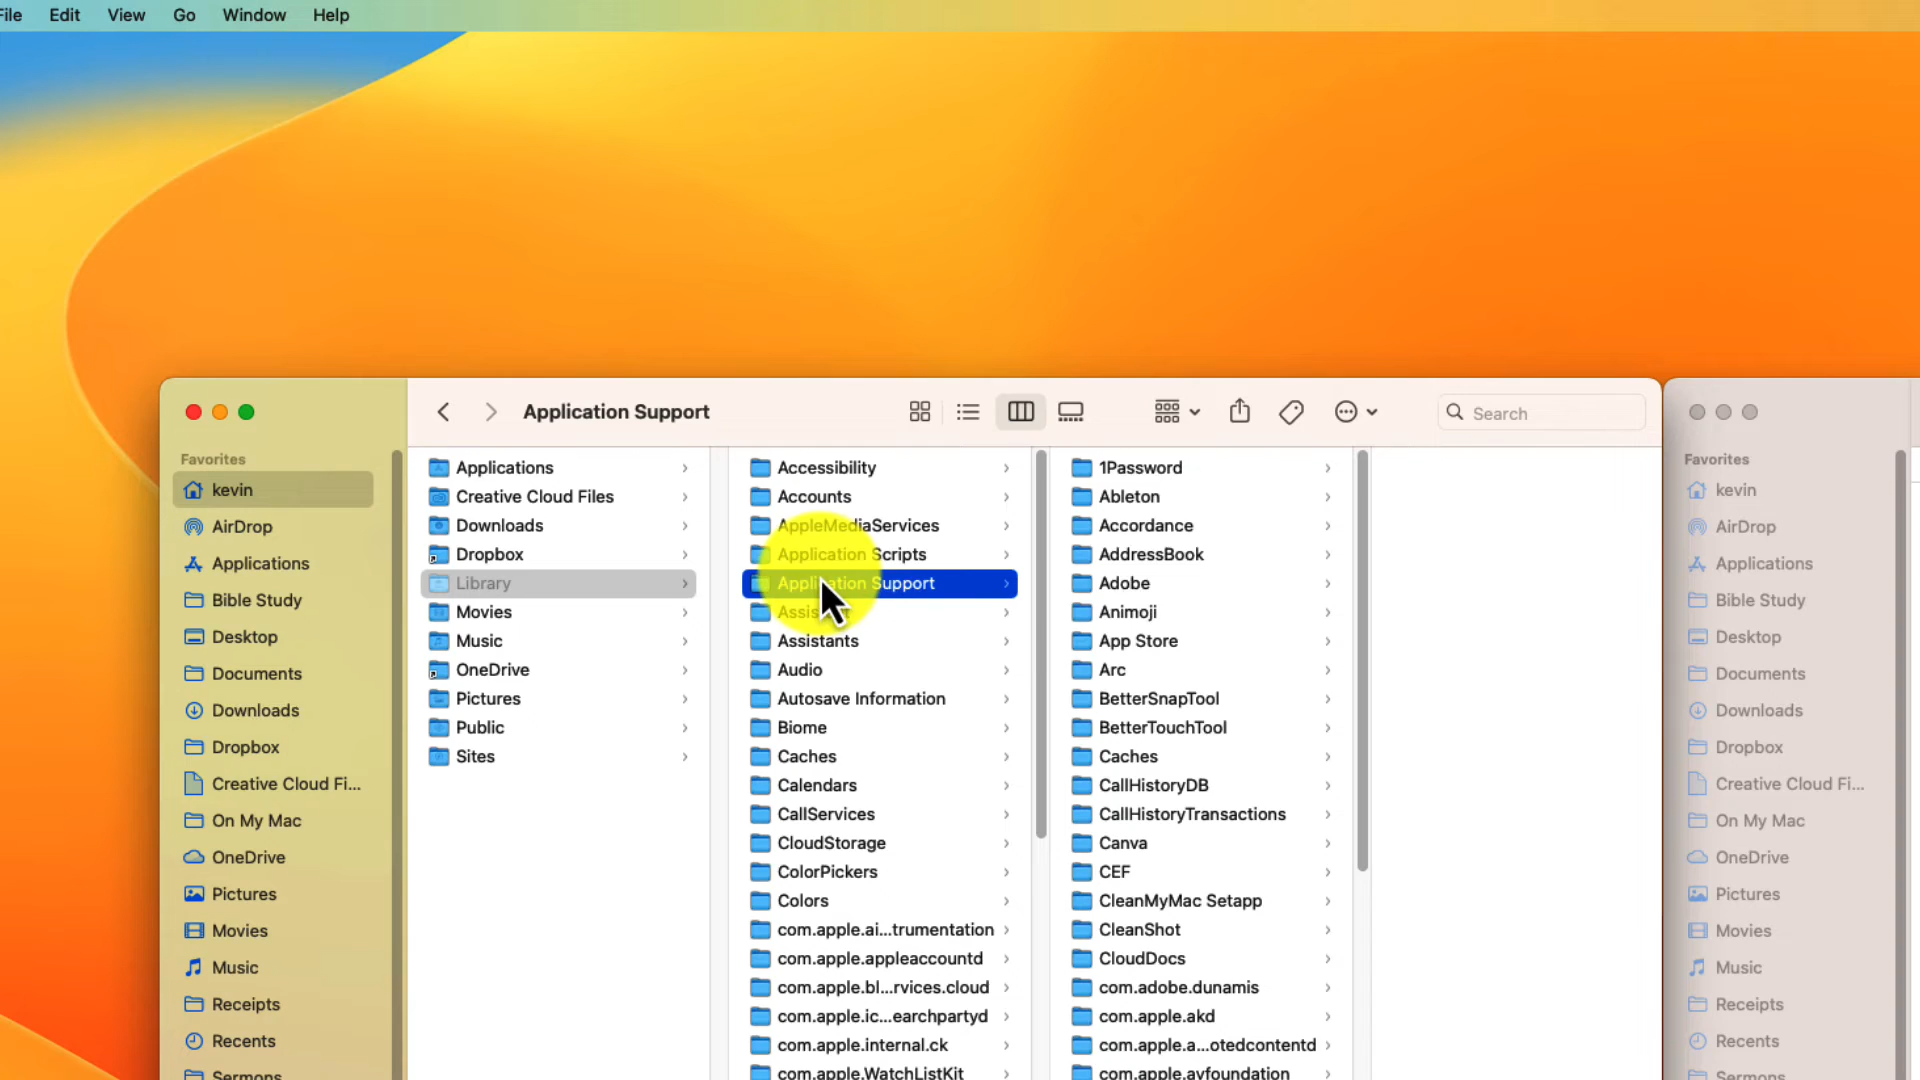 File Edit View Go Window Help
Application Support
Search
Favorites
kevin
AirDrop
Applications
Bible Study
Desktop
Documents
Downloads
Dropbox
Creative Cloud Fi...
On My Mac
OneDrive
Pictures
Movies
Music
Receipts
Recents
Sermons
Applications
Creative Cloud Files
Downloads
Dropbox
Library
Movies
Music
OneDrive
Pictures
Public
Sites
Accessibility
Accounts
AppleMediaServices
Application Scripts
Application Support
Assistants
Audio
Autosave Information
Biome
Caches
Calendars
CallServices
CloudStorage
ColorPickers
Colors
com.apple.ai...trumentation
com.apple.appleaccountd
com.apple.bl...rvices.cloud
com.apple.ic...earchpartyd
com.apple.internal.ck
com.apple.WatchListKit
1Password
Ableton
Accordance
AddressBook
Adobe
Animoji
App Store
Arc
BetterSnapTool
BetterTouchTool
Caches
CallHistoryDB
CallHistoryTransactions
Canva
CEF
CleanMyMac Setapp
CleanShot
CloudDocs
com.adobe.dunamis
com.apple.akd
com.apple.a...otedcontentd
com.apple.avfoundation
Favorites
kevin
AirDrop
Applications
Bible Study
Desktop
Documents
Downloads
Dropbox
Creative Cloud Fi...
On My Mac
OneDrive
Pictures
Movies
Music
Receipts
Recents
Sermons